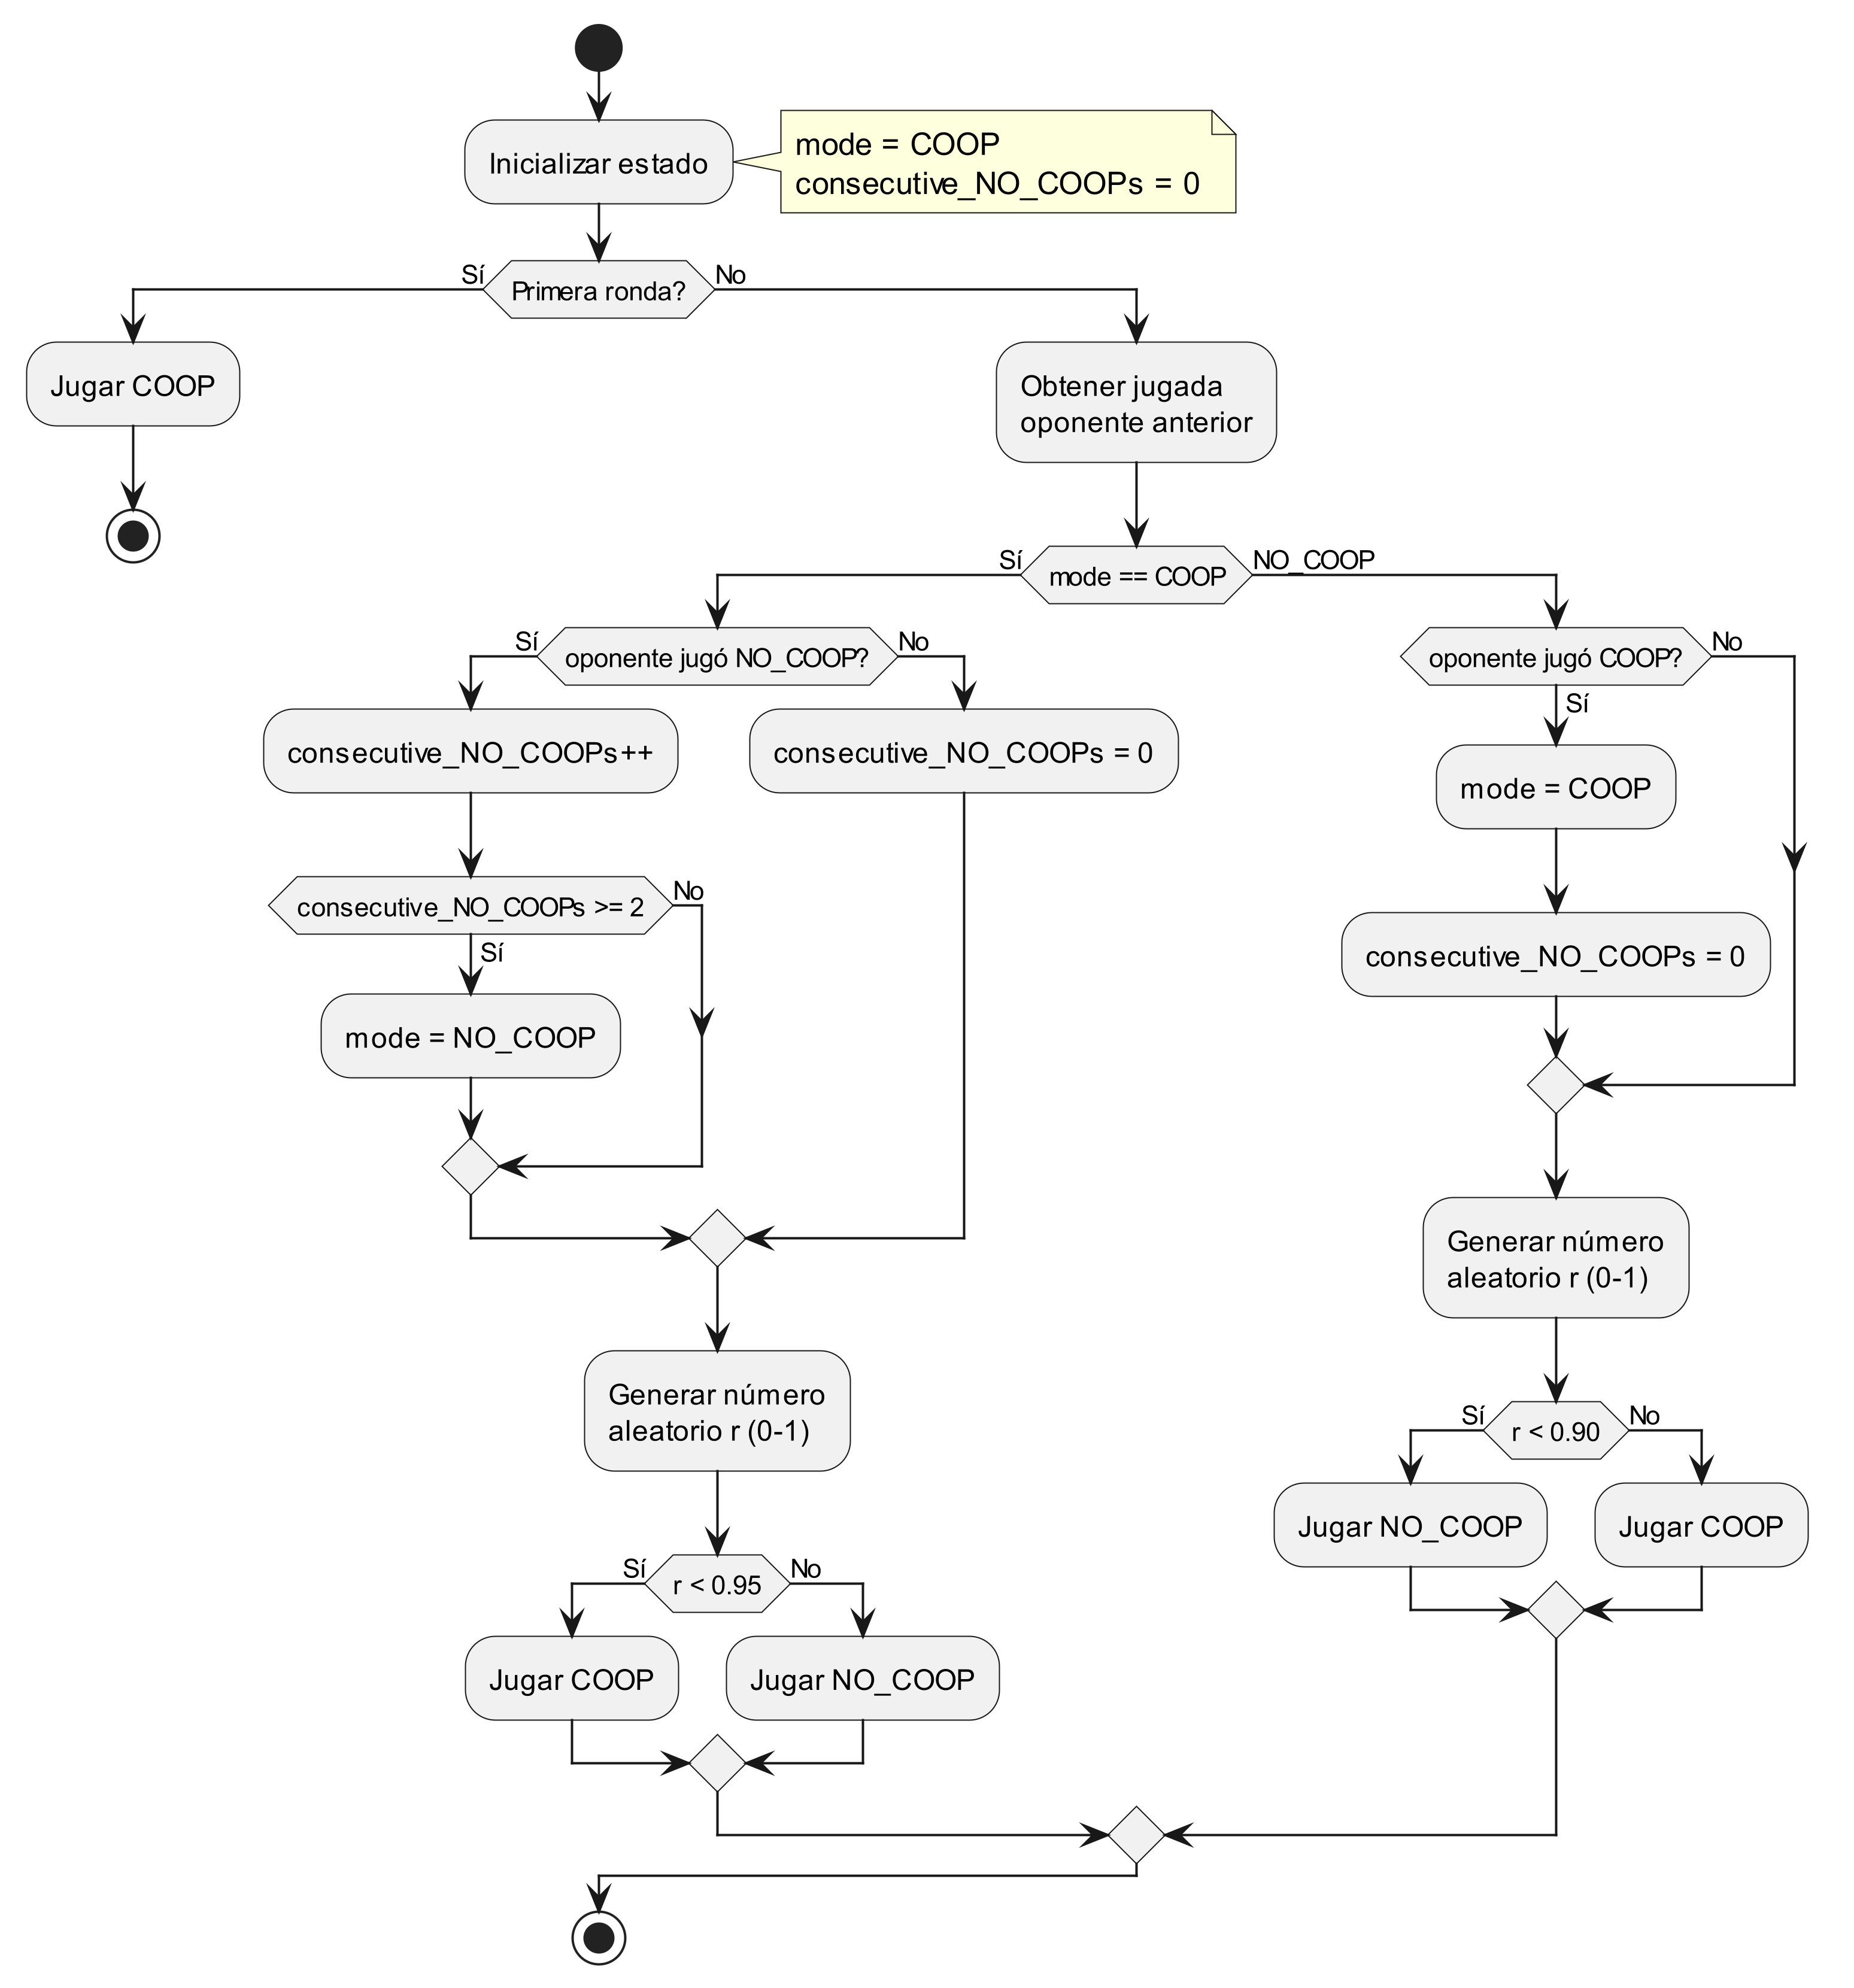 Inicializar estado
mode = COOP
consecutive_NO_COOPs = 0
Primera ronda?
Sí
No
Jugar COOP
Obtener jugada
oponente anterior
mode == COOP
Sí
NO_COOP
oponente jugó NO_COOP?
Sí
No
consecutive_NO_COOPs++
consecutive_NO_COOPs = 0
consecutive_NO_COOPs >= 2
No
Sí
mode = NO_COOP
Generar número
aleatorio r (0-1)
r < 0.95
Sí
No
Jugar COOP
Jugar NO_COOP
oponente jugó COOP?
No
Sí
mode = COOP
consecutive_NO_COOPs = 0
Generar número
aleatorio r (0-1)
r < 0.90
Sí
No
Jugar NO_COOP
Jugar COOP